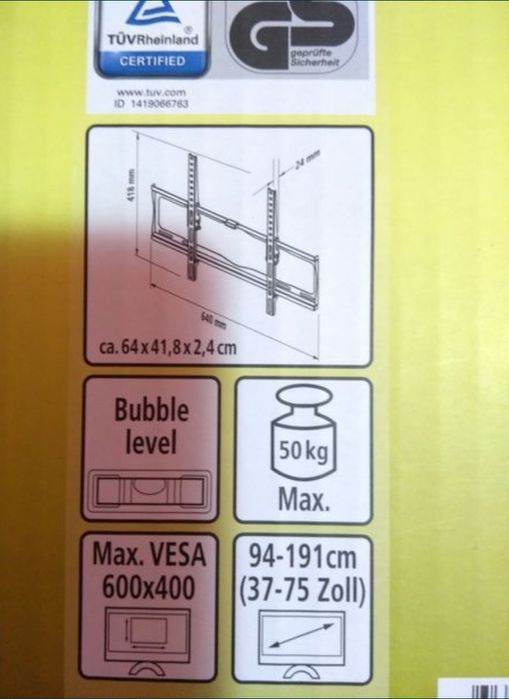 TÜVRheinland
CERTIFIED
GS
geprüfte
Sicherheit
www.tuv.com
ID 1419066763
24 mm
418 mm
640 mm
ca. 64 x 41,8 x 2,4 cm
Bubble
level
50 kg
Max.
Max. VESA
600x400
94-191cm
(37-75 Zoll)